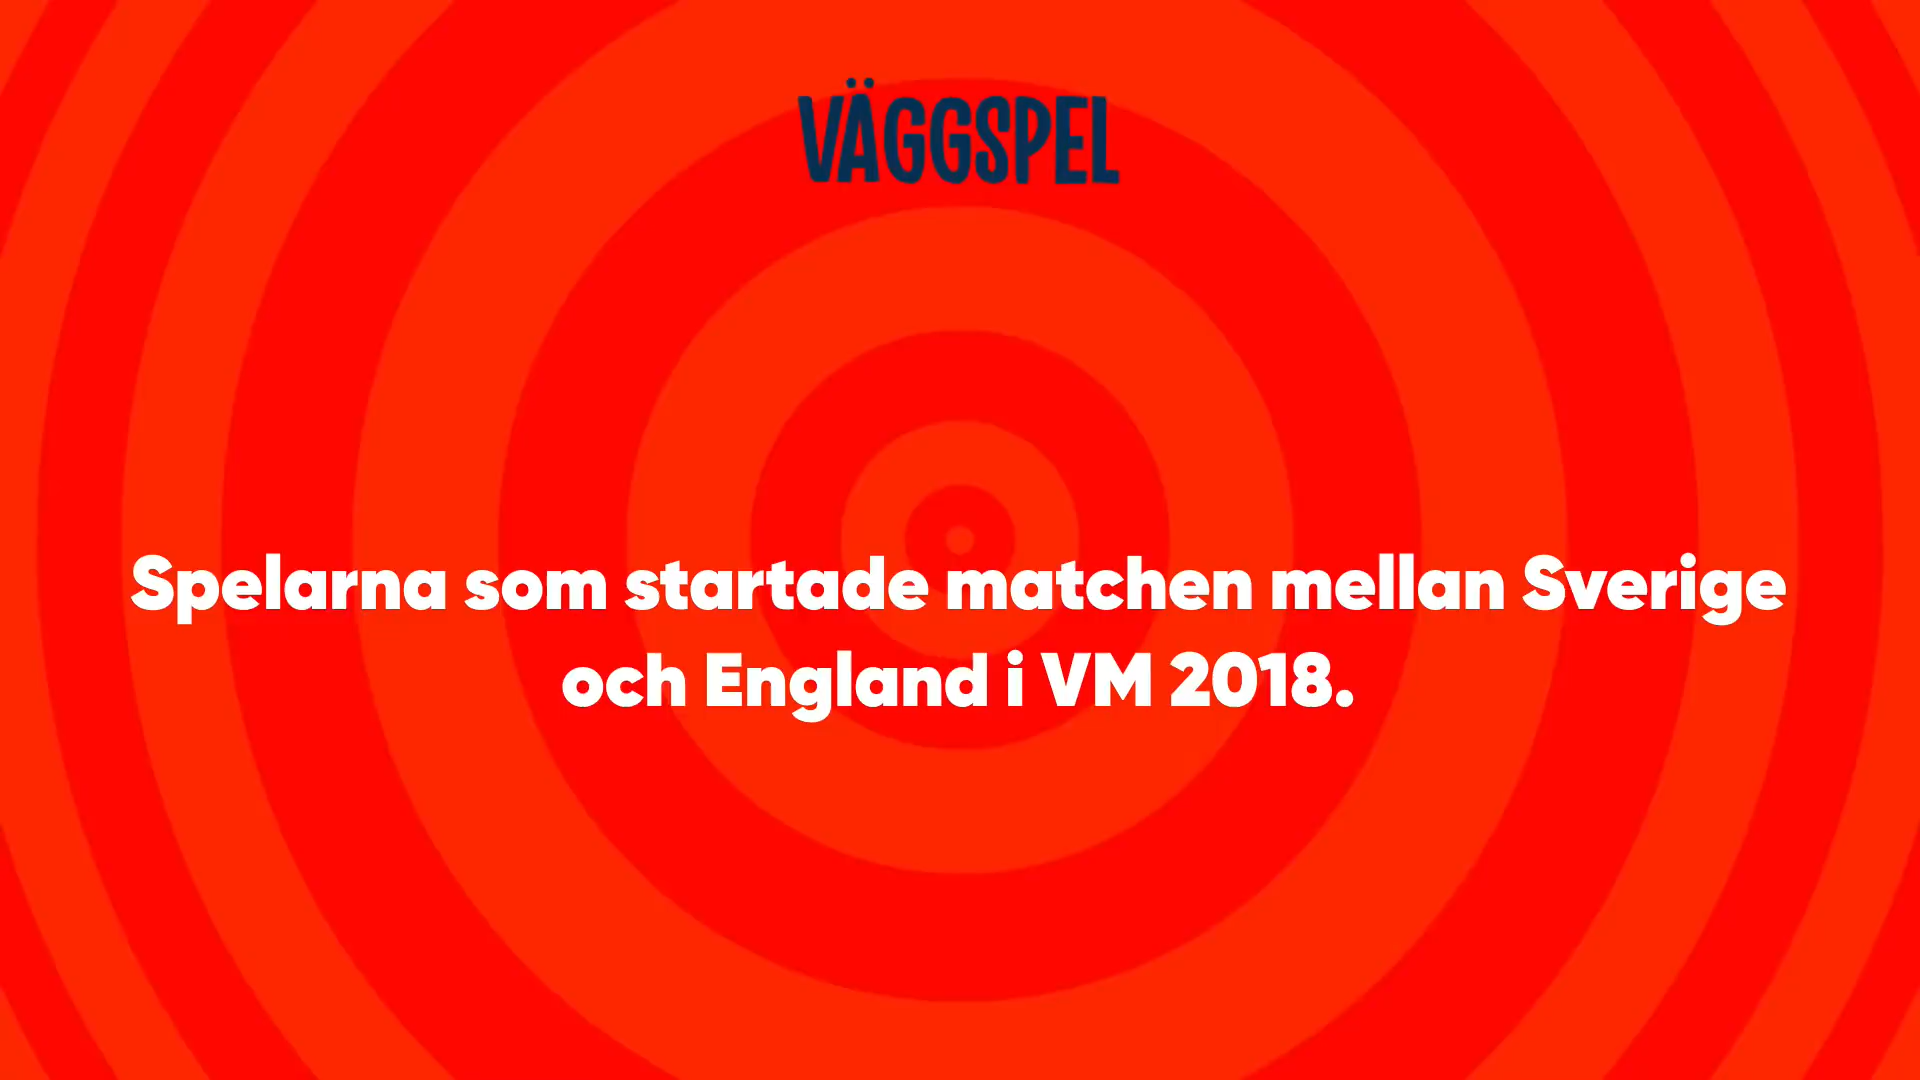 VÄGGSPEL
Spelarna som startade matchen mellan Sverige
och England i VM 2018.